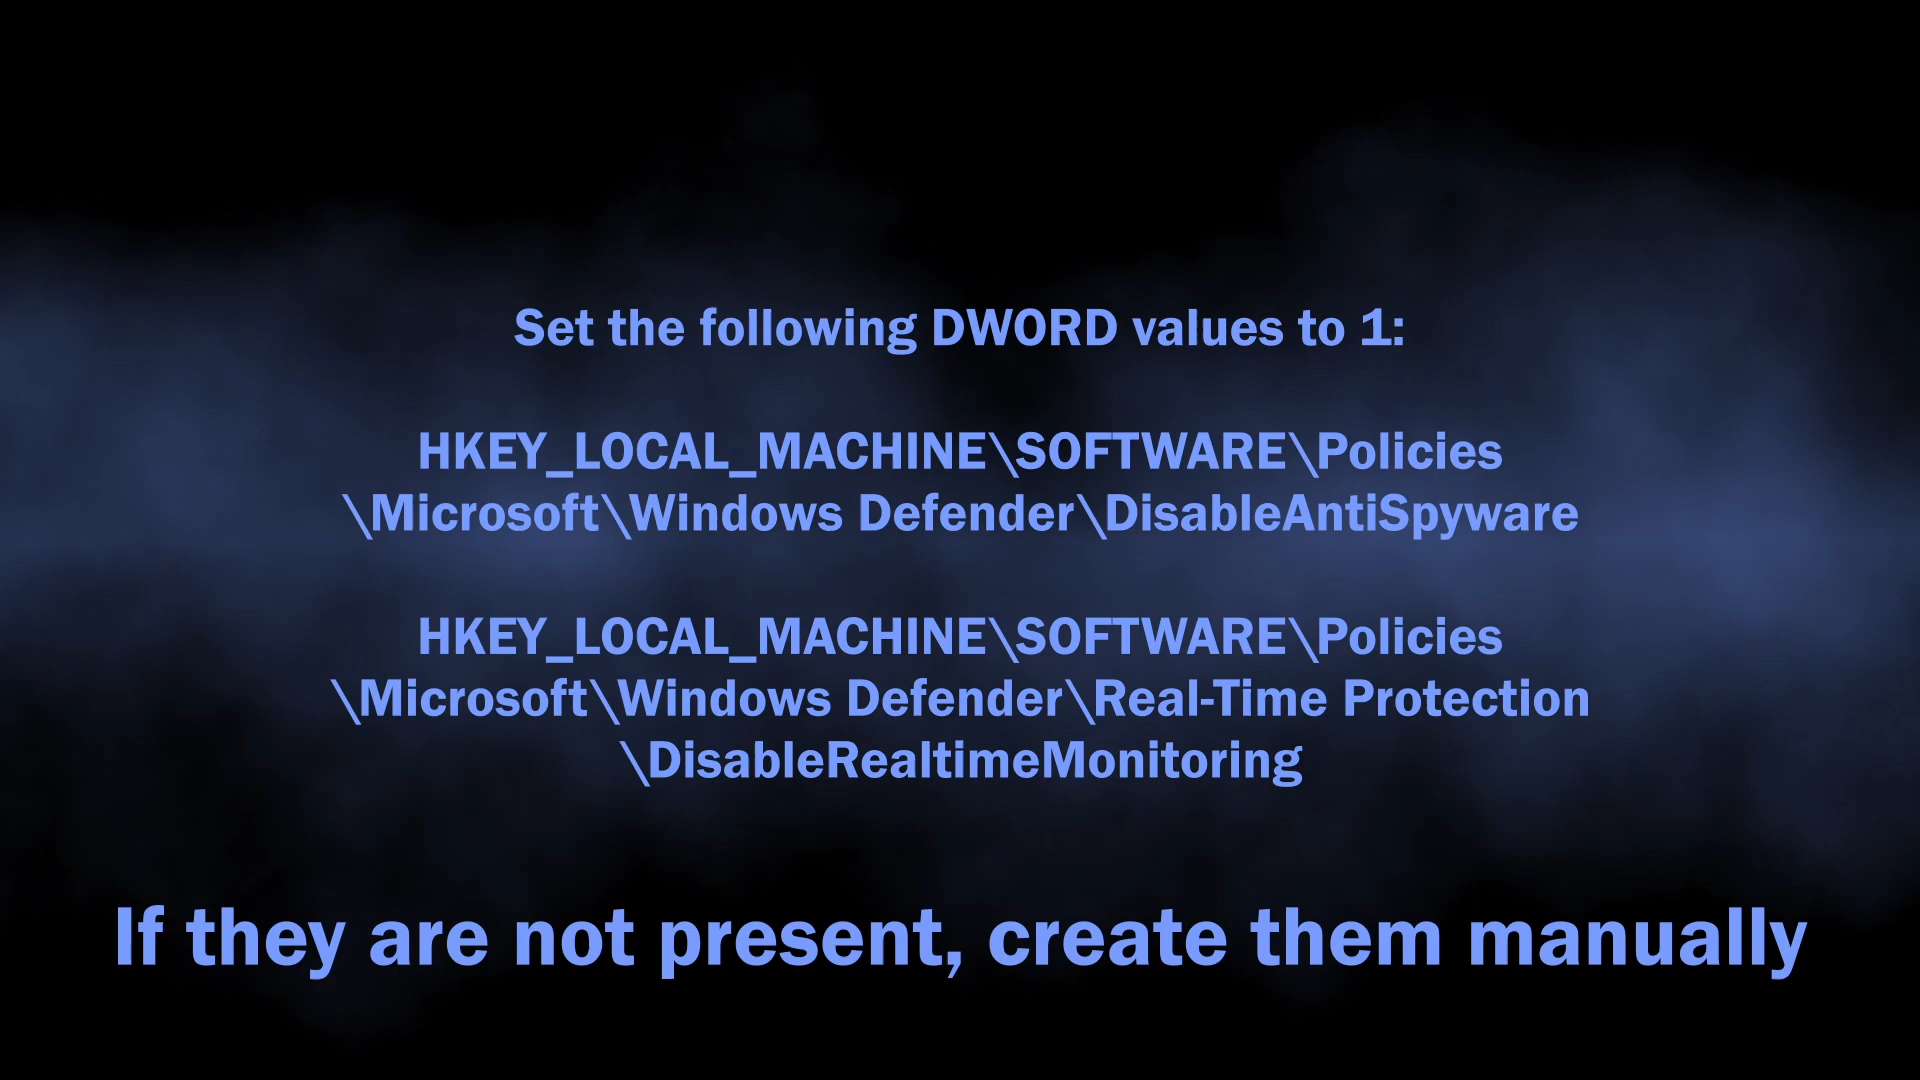 Set the following DWORD values to 1:
HKEY_LOCAL_MACHINE\SOFTWARE\Policies
\Microsoft\Windows Defender\DisableAntiSpyware
HKEY_LOCAL_MACHINE\SOFTWARE\Policies
\Microsoft\Windows Defender\Real-Time Protection
\DisableRealtimeMonitoring
If they are not present, create them manually